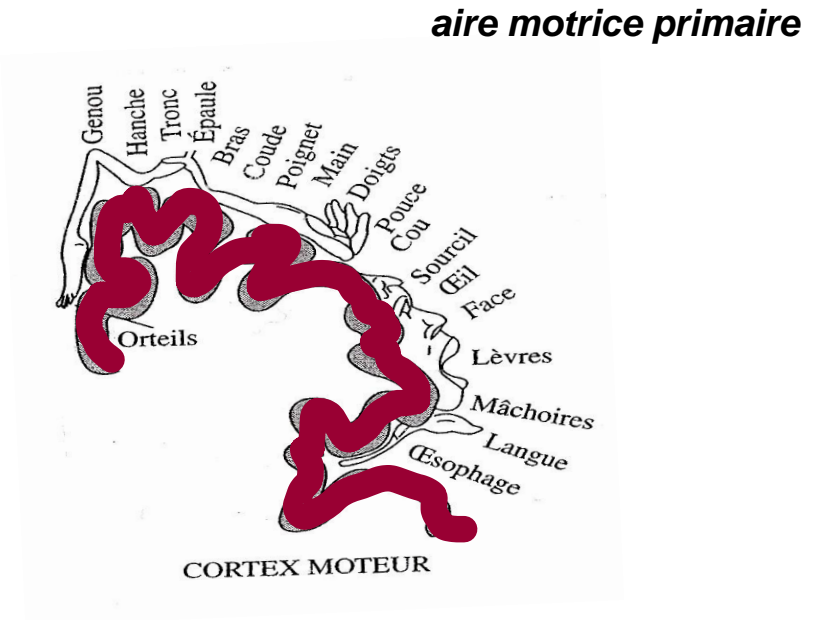 aire motrice primaire
Genou
Hanche
Tronc
Épaule
Bras
Coude
Poignet
Main
Doigts
Pouce
Cou
Sourcil
Œil
Face
Lèvres
Mâchoires
Langue
Œsophage
Orteils
CORTEX MOTEUR